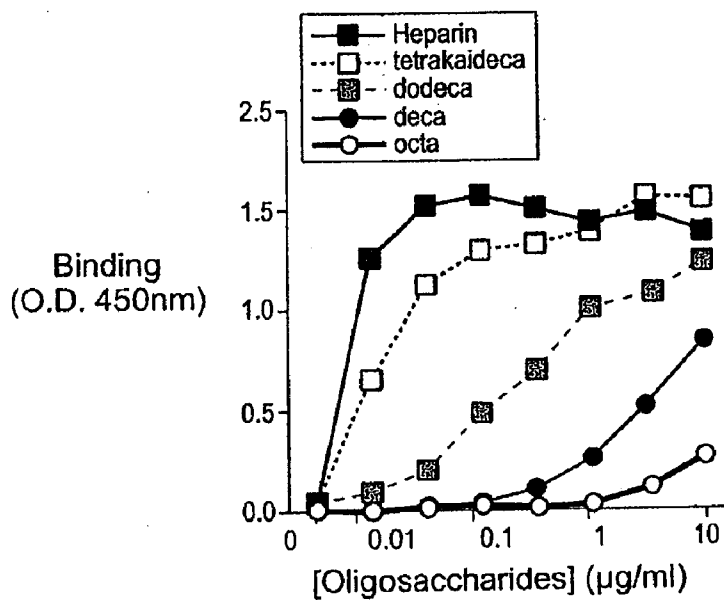 Heparin
tetrakaideca
dodeca
deca
octa
2.5
1.5
1.0
0.5
0.0
Binding
(O.D. 450nm)
0 0.01 0.1 1 10
[Oligosaccharides] (μg/ml)